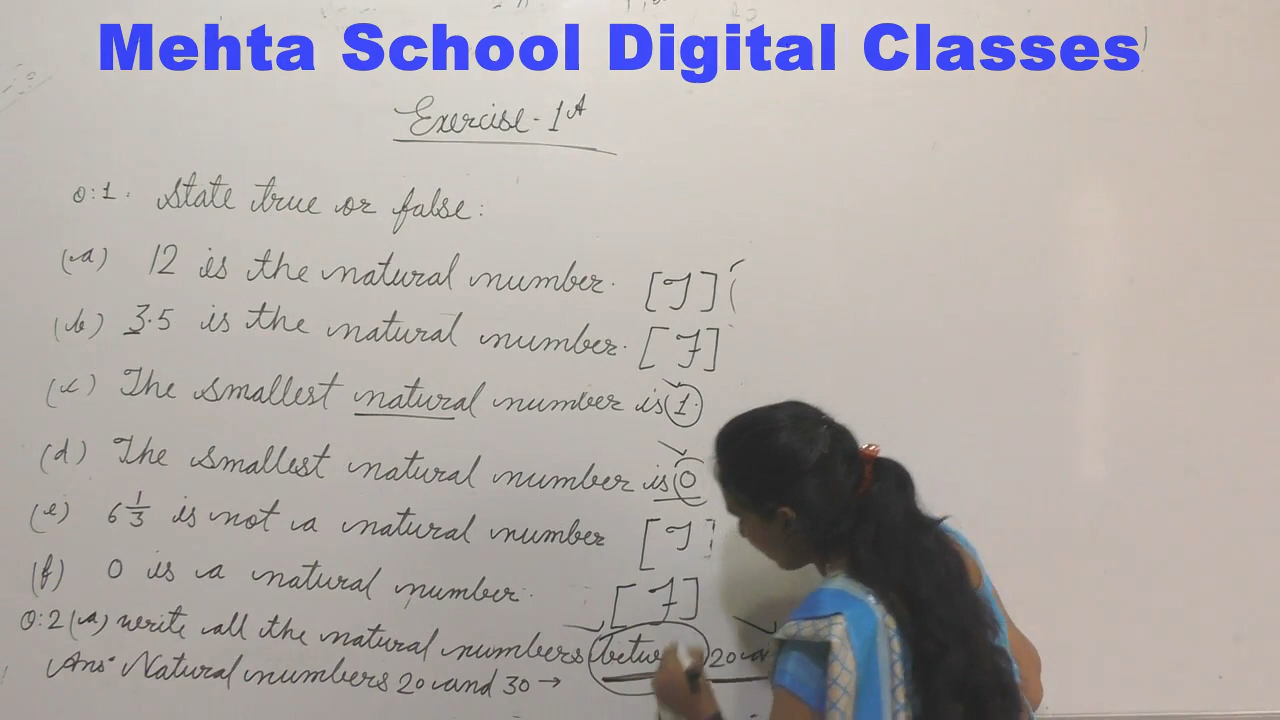 Mehta School Digital Classes
Exercise - 1A
Q:1. State true or false:
(a) 12 is the natural number. [T]
(b) 3.5 is the natural number. [F]
(c) The smallest natural number is 1.
(d) The smallest natural number is 0
(e) 6 1/3 is not a natural number [T]
(f) 0 is a natural number. [F]
Q:2(a) write all the natural numbers 20
Ans: Natural numbers 20 and 30 →